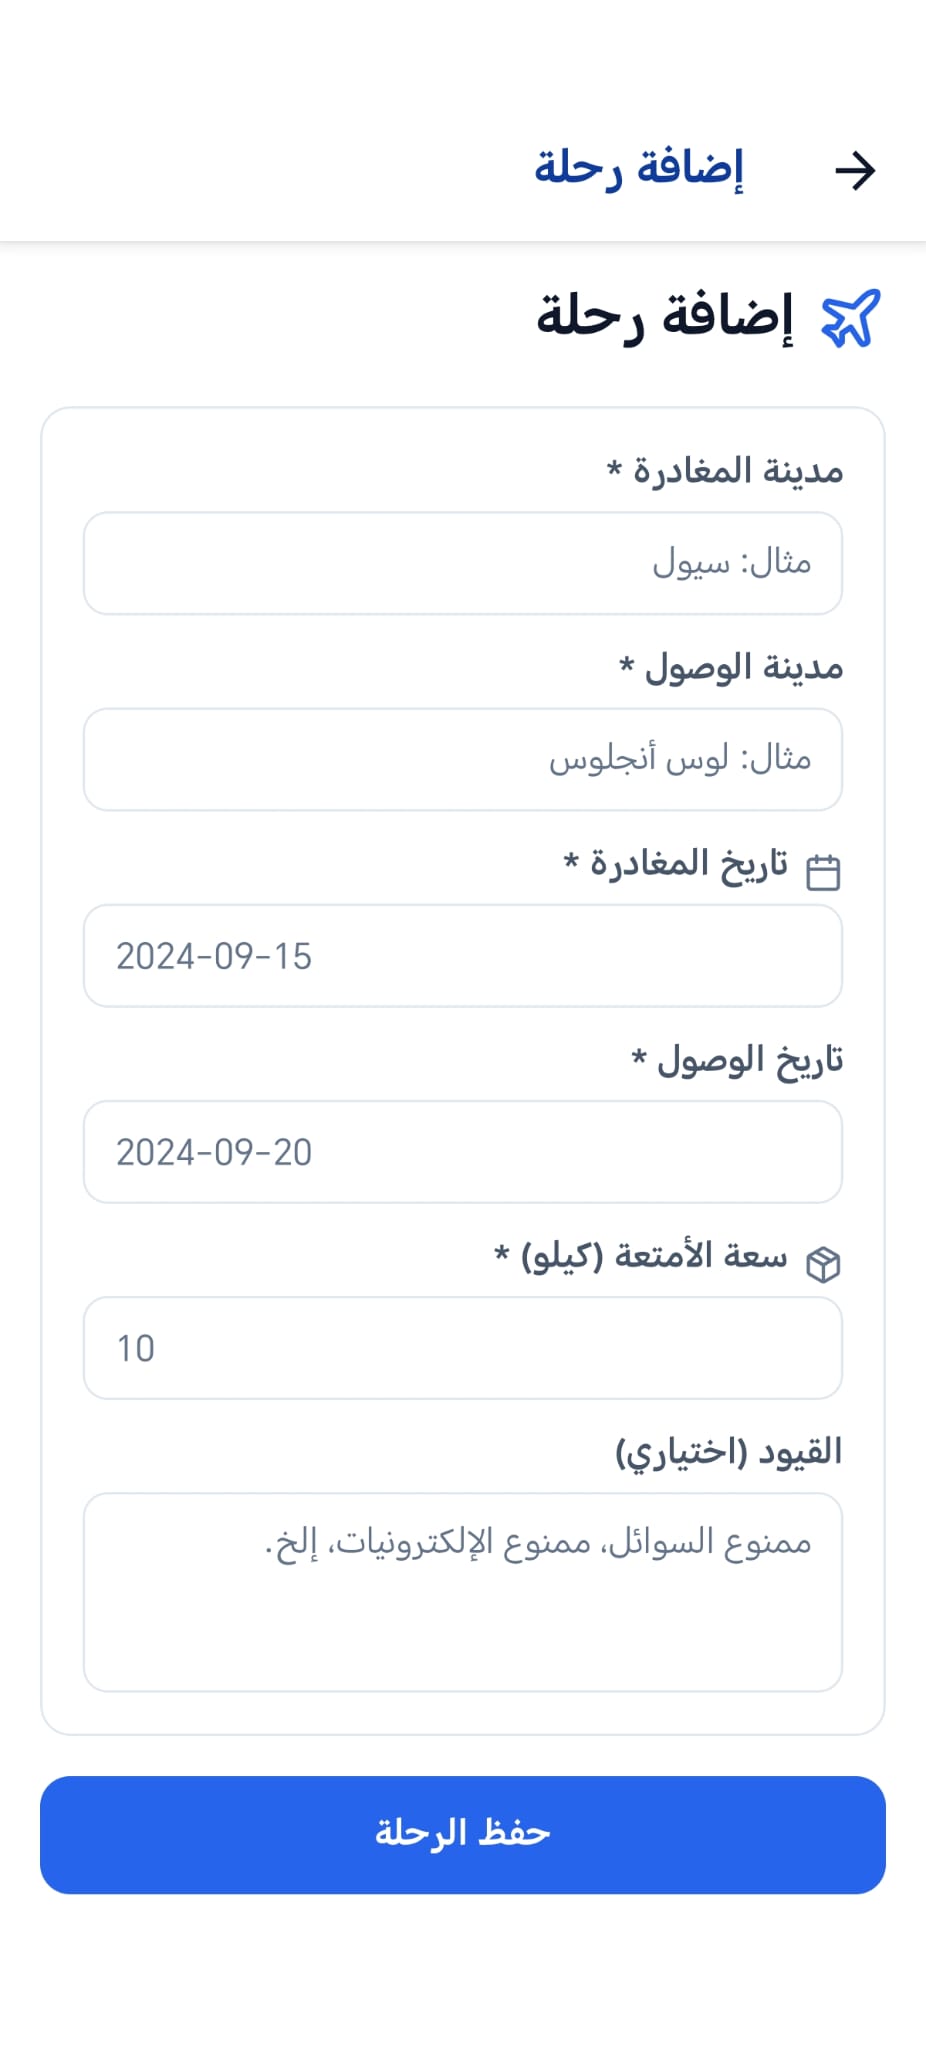 إضافة رحلة
إضافة رحلة
مدينة المغادرة *
مثال: سيول
مدينة الوصول *
مثال: لوس أنجلوس
تاريخ المغادرة *
2024-09-15
تاريخ الوصول *
2024-09-20
سعة الأمتعة (كيلو) *
10
القيود (اختياري)
ممنوع السوائل، ممنوع الإلكترونيات، إلخ.
حفظ الرحلة